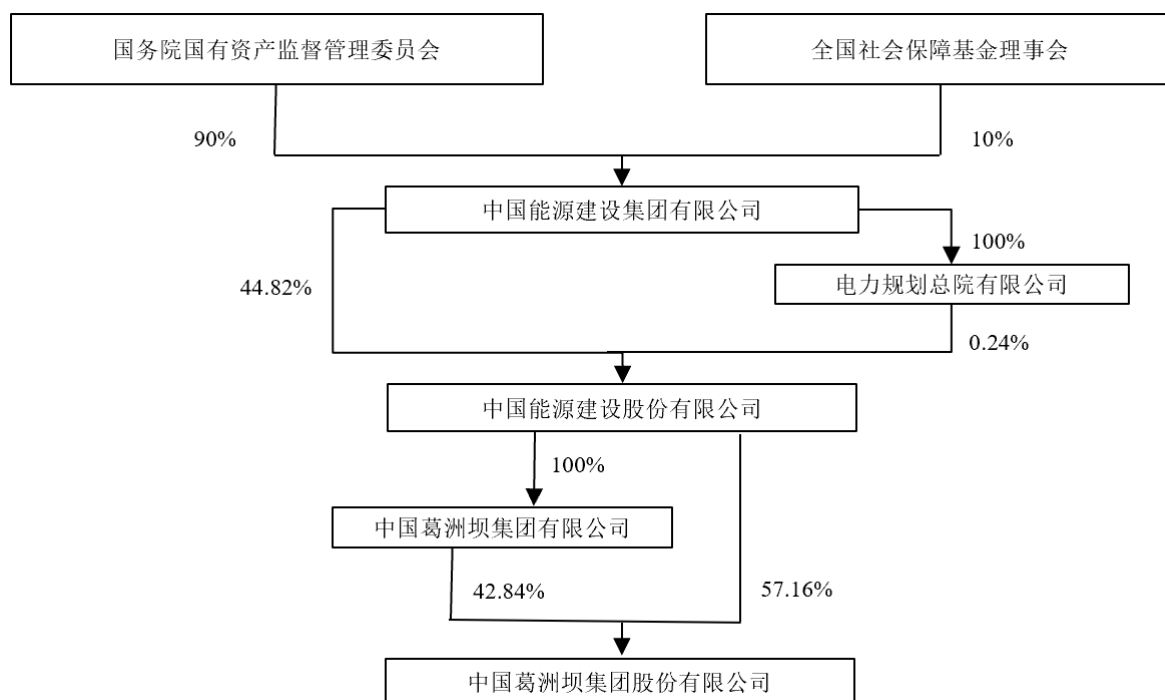 国务院国有资产监督管理委员会
全国社会保障基金理事会
90%
10%
中国能源建设集团有限公司
100%
电力规划总院有限公司
44.82%
0.24%
中国能源建设股份有限公司
100%
中国葛洲坝集团有限公司
42.84%
57.16%
中国葛洲坝集团股份有限公司